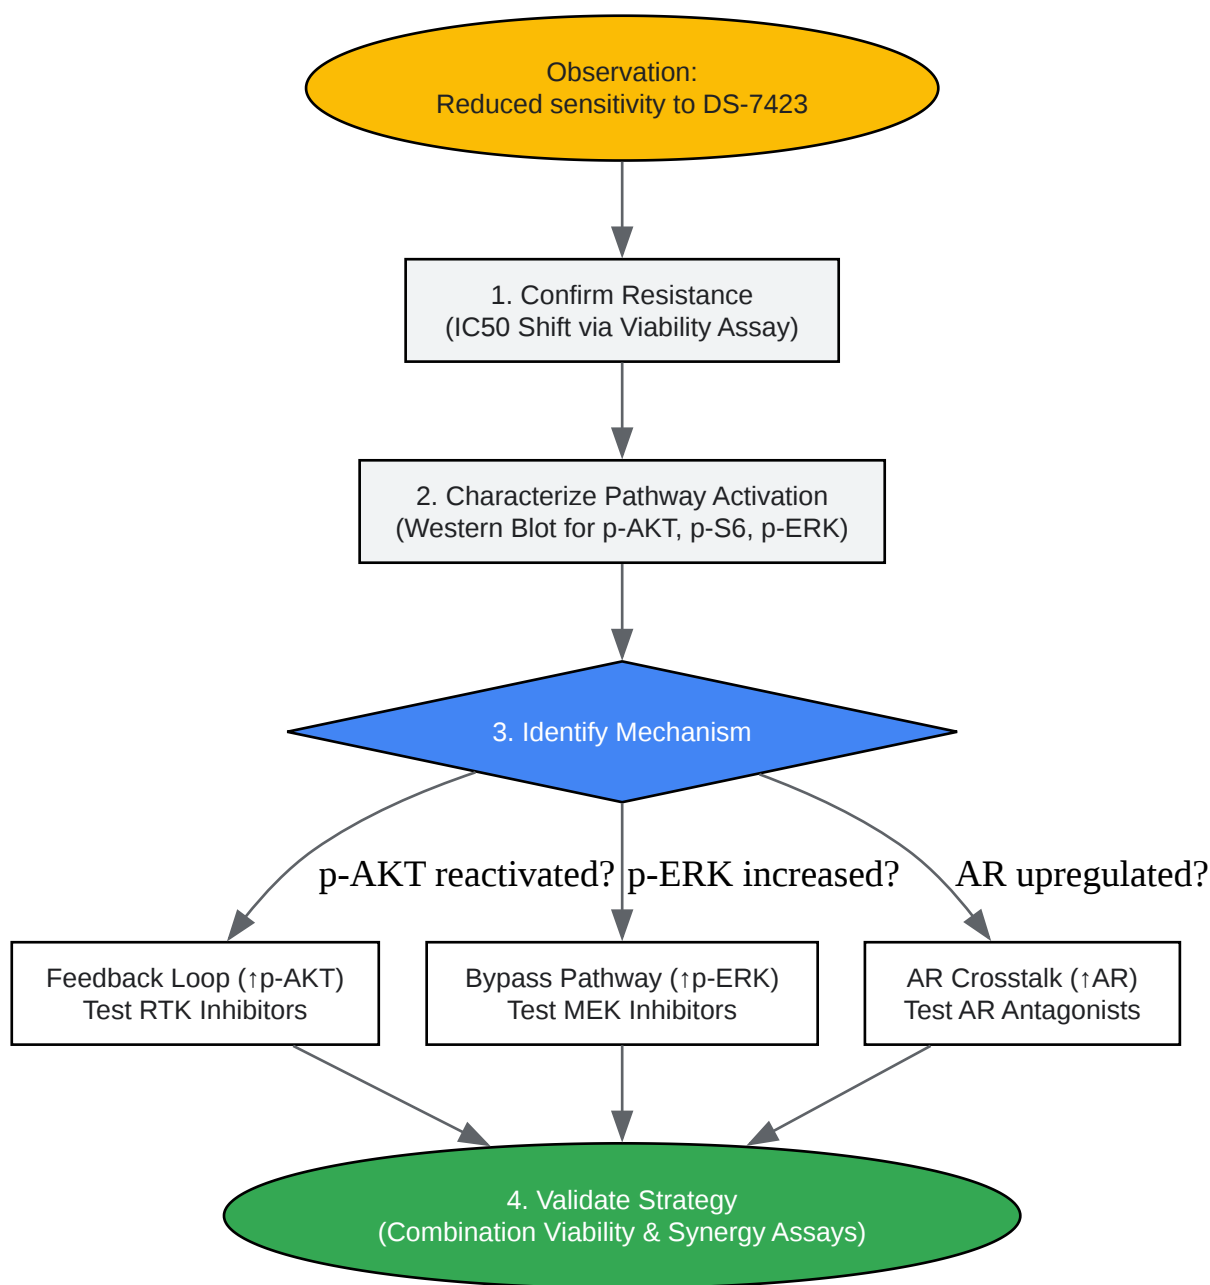 Observation:
Reduced sensitivity to DS-7423
1. Confirm Resistance
(IC50 Shift via Viability Assay)
2. Characterize Pathway Activation
(Western Blot for p-AKT, p-S6, p-ERK)
3. Identify Mechanism
p-AKT reactivated?
p-ERK increased?
AR upregulated?
Feedback Loop (↑p-AKT)
Test RTK Inhibitors
Bypass Pathway (↑p-ERK)
Test MEK Inhibitors
AR Crosstalk (↑AR)
Test AR Antagonists
4. Validate Strategy
(Combination Viability & Synergy Assays)